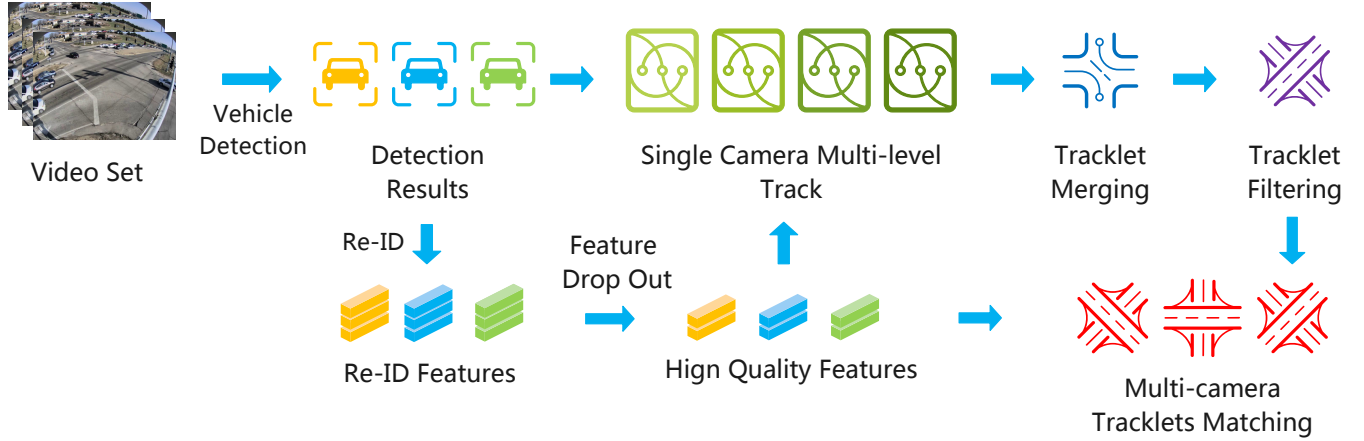 Video Set
Vehicle
Detection
Detection
Results
Single Camera Multi-level
Track
Tracklet
Merging
Tracklet
Filtering
Re-ID
Feature
Drop Out
Re-ID Features
Hign Quality Features
Multi-camera
Tracklets Matching